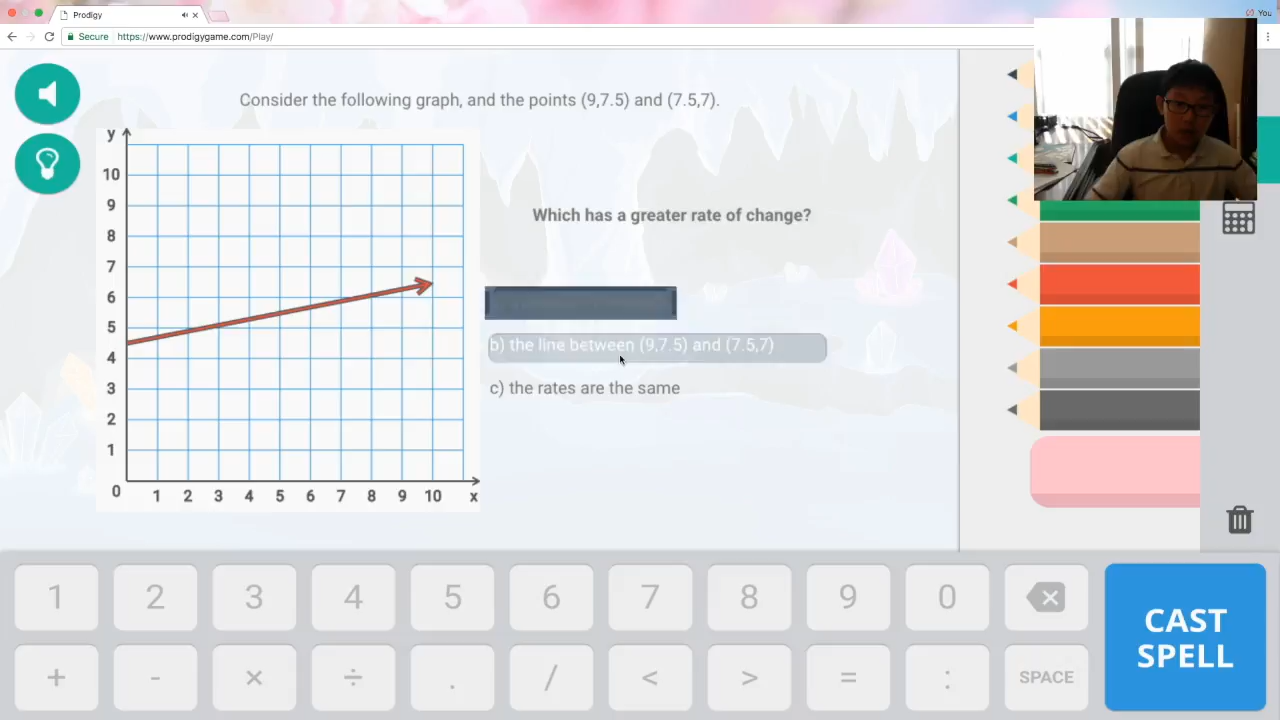 Prodigy
You
Secure
https://www.prodigygame.com/Play/
Consider the following graph, and the points (9,7.5) and (7.5,7).
y
10
9
8
7
6
5
4
3
2
1
0
1 2 3 4 5 6 7 8 9 10 x
Which has a greater rate of change?
b) the line between (9,7.5) and (7.5,7)
c) the rates are the same
1 2 3 4 5 6 7 8 9 0
CAST
SPELL
+ - × ÷ . / < > = : SPACE